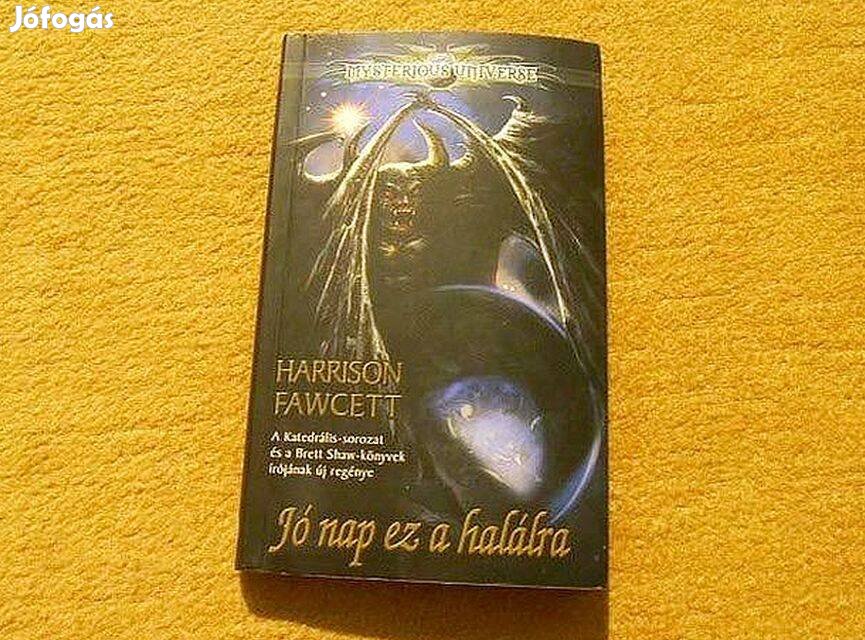 Jófogás
MYSTERIOUS UNIVERSE
HARRISON
FAWCETT
A Katedrális-sorozat
és a Brett Shaw-könyvek
írójának új regénye
Jó nap ez a halálra